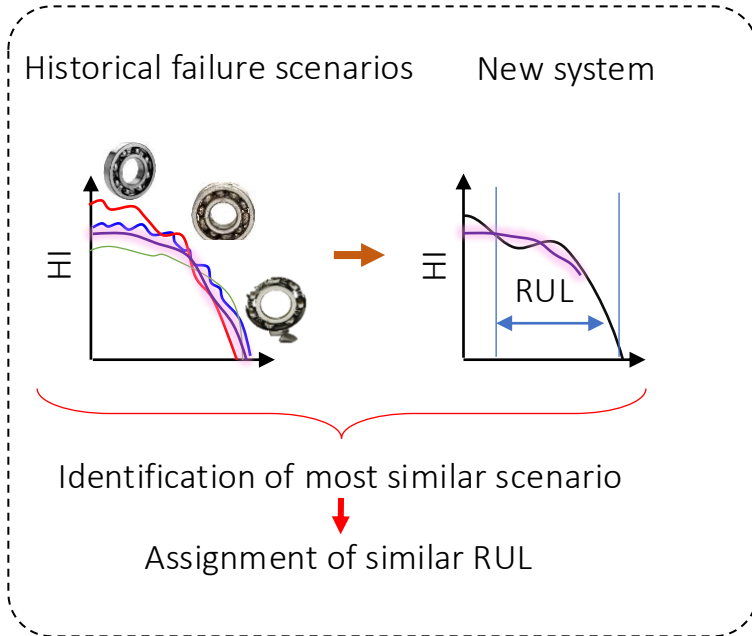 Historical failure scenarios
New system
HI
HI
RUL
Identification of most similar scenario
Assignment of similar RUL